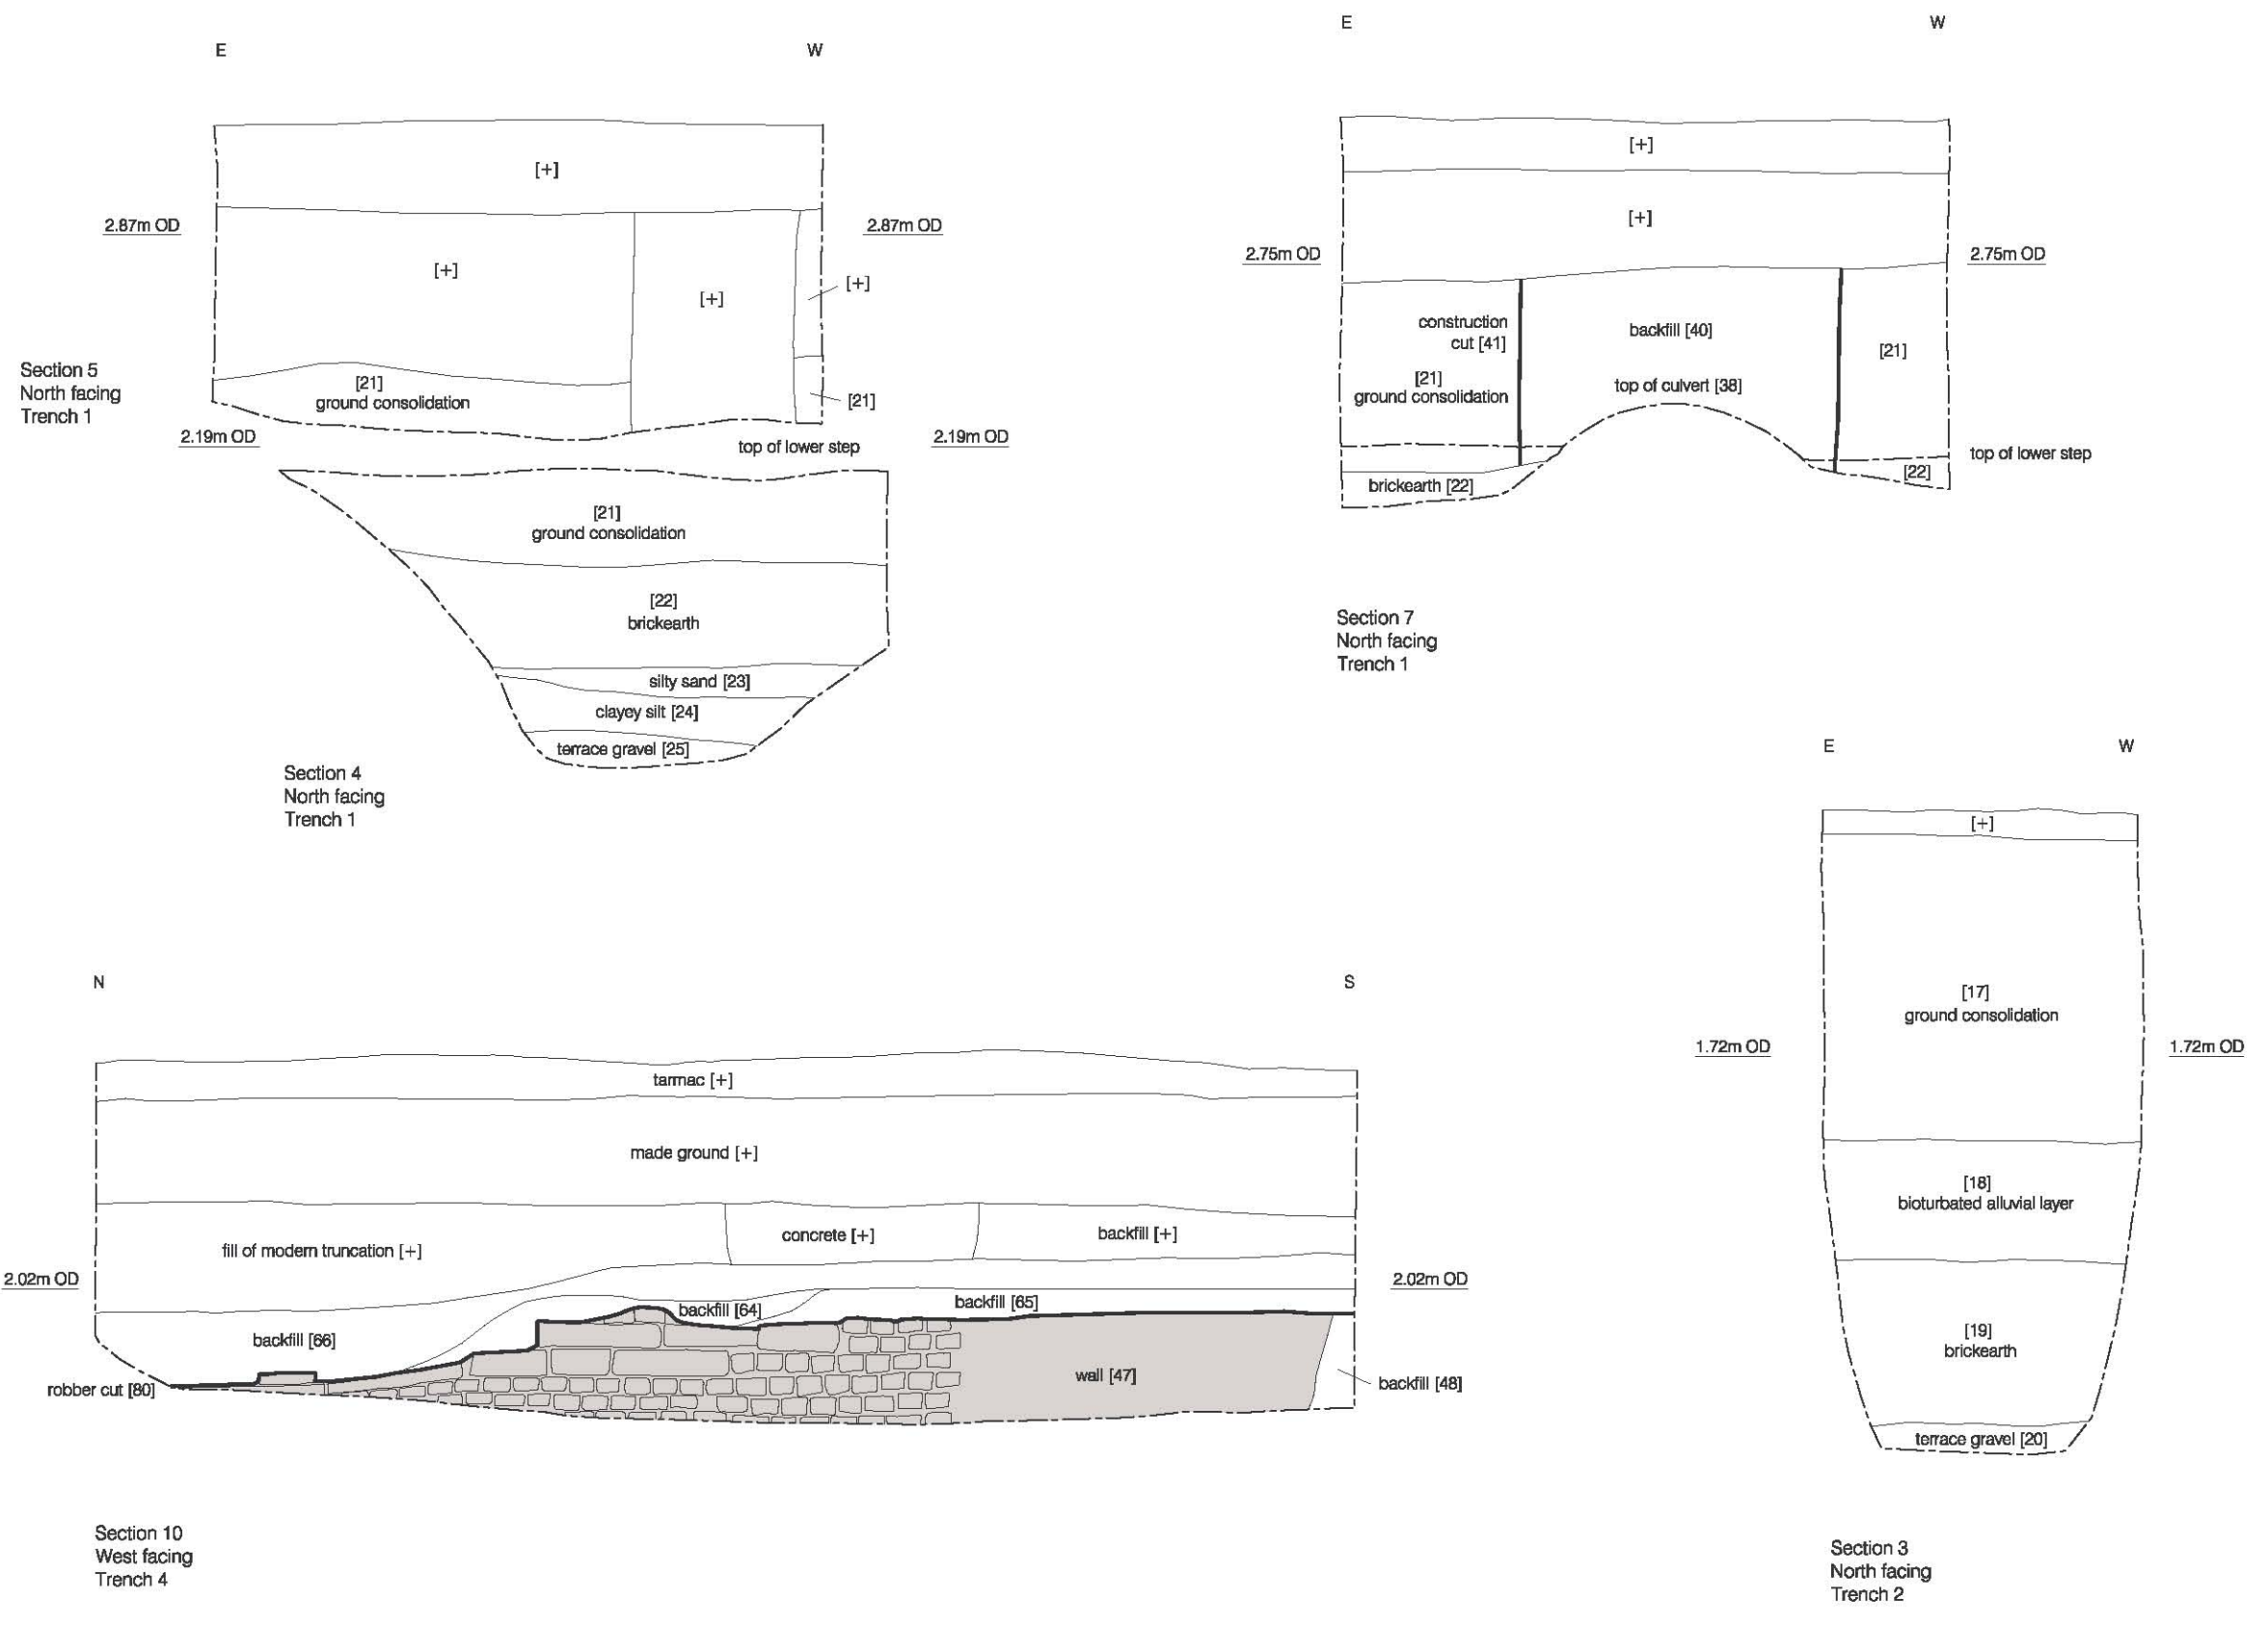 E
W
[+]
2.87m OD
2.87m OD
[+]
[+]
[+]
Section 5
North facing
Trench 1
[21]
ground consolidation
[21]
2.19m OD
2.19m OD
top of lower step
[21]
ground consolidation
[22]
brickearth
silty sand [23]
clayey silt [24]
terrace gravel [25]
Section 4
North facing
Trench 1
E
W
[+]
[+]
2.75m OD
2.75m OD
construction
cut [41]
backfill [40]
[21]
[21]
ground consolidation
top of culvert [38]
top of lower step
brickearth [22]
[22]
Section 7
North facing
Trench 1
N
S
tarmac [+]
made ground [+]
fill of modern truncation [+]
concrete [+]
backfill [+]
2.02m OD
2.02m OD
backfill [64]
backfill [65]
backfill [66]
robber cut [80]
wall [47]
backfill [48]
Section 10
West facing
Trench 4
E
W
[+]
[17]
ground consolidation
1.72m OD
1.72m OD
[18]
bioturbated alluvial layer
[19]
brickearth
terrace gravel [20]
Section 3
North facing
Trench 2